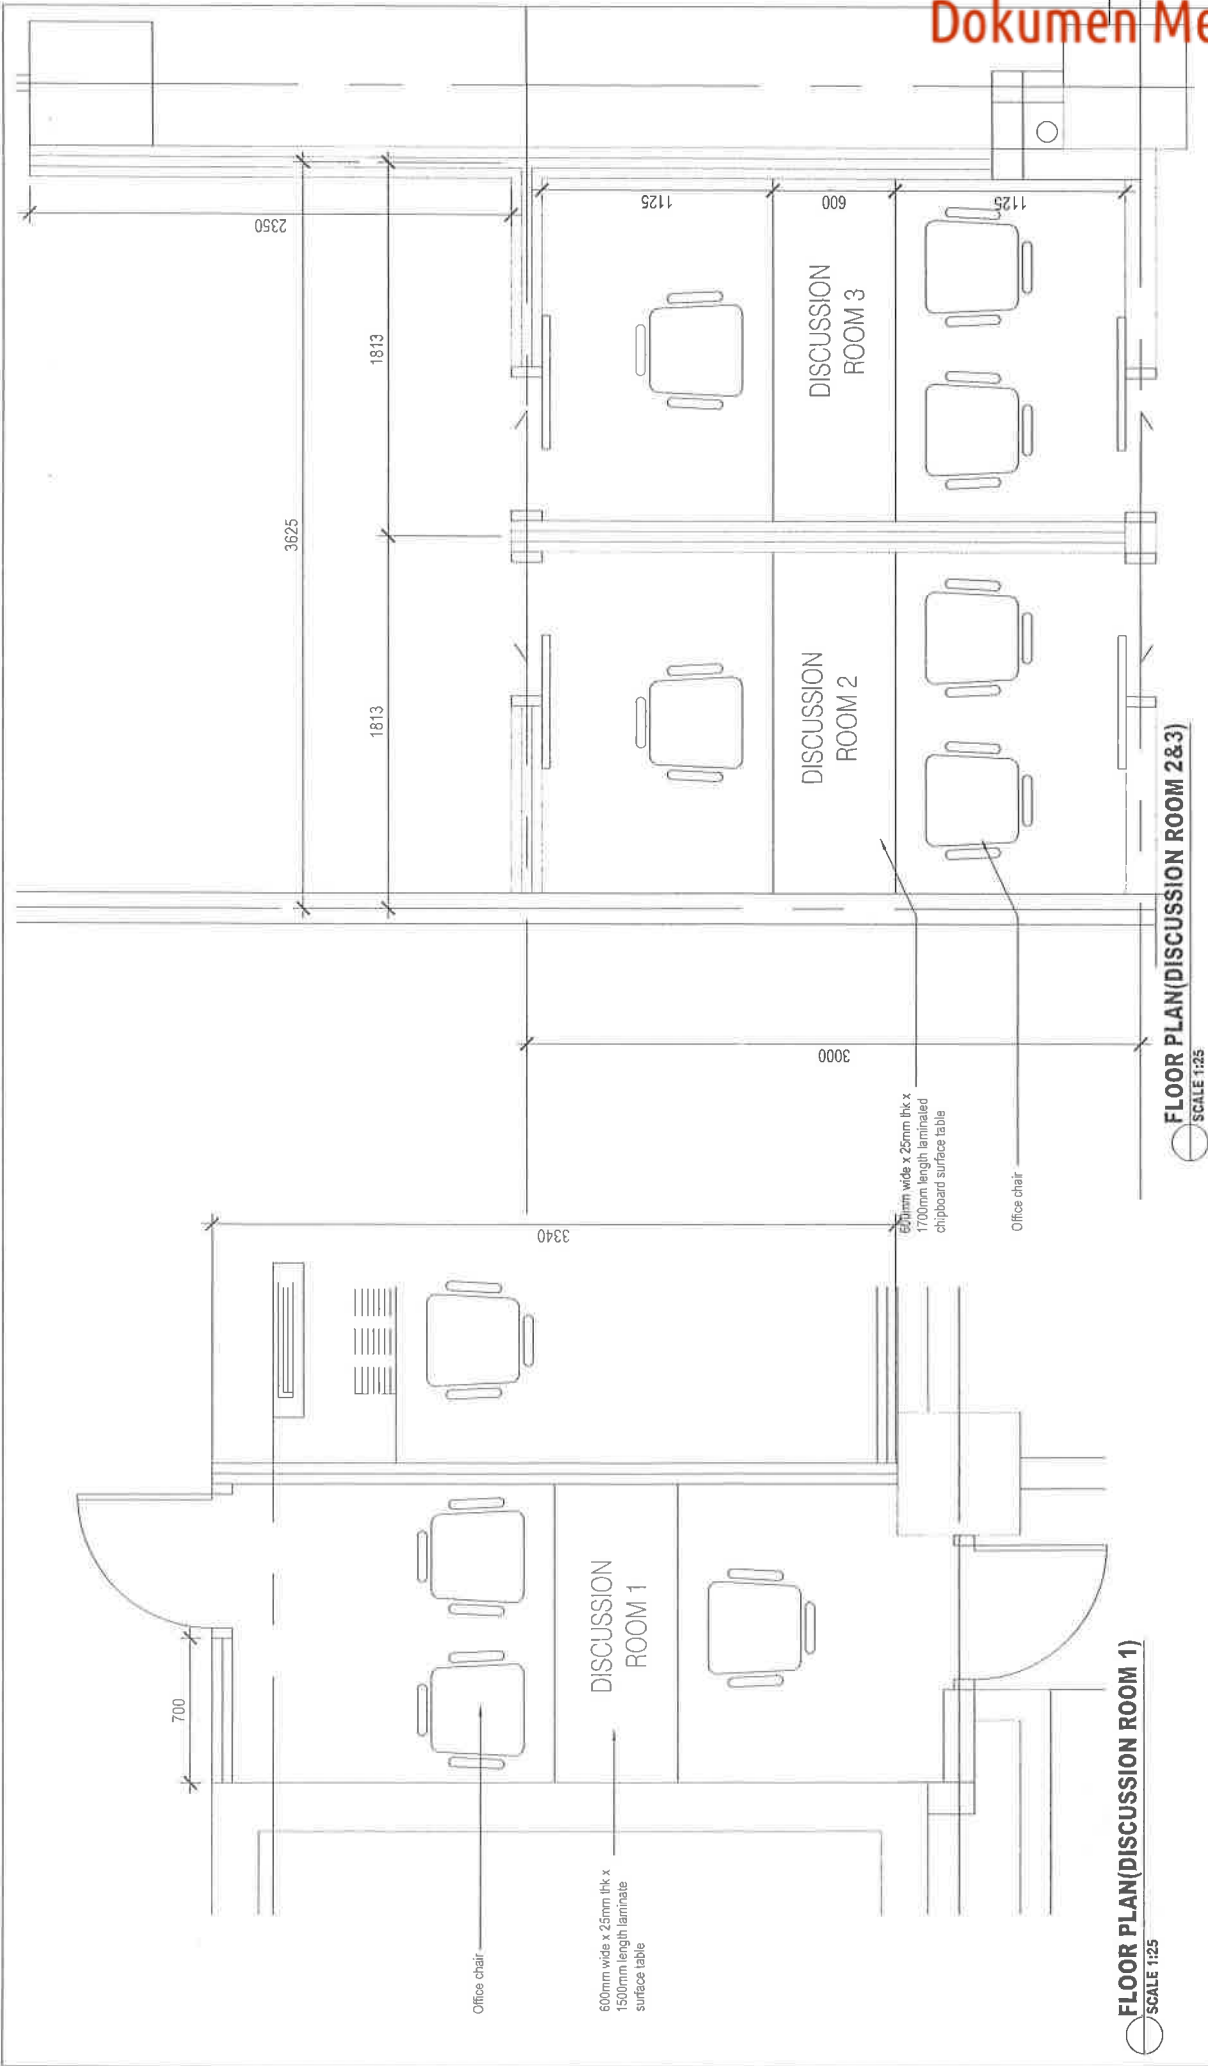 Dokumen Me
2350
3625
1813
1813
1125
600
1125
DISCUSSION
ROOM 3
DISCUSSION
ROOM 2
3000
600mm wide x 25mm thk x
1700mm length laminated
chipboard surface table
Office chair
FLOOR PLAN(DISCUSSION ROOM 2&3)
SCALE 1:25
3340
700
DISCUSSION
ROOM 1
Office chair
600mm wide x 25mm thk x
1500mm length laminate
surface table
FLOOR PLAN(DISCUSSION ROOM 1)
SCALE 1:25